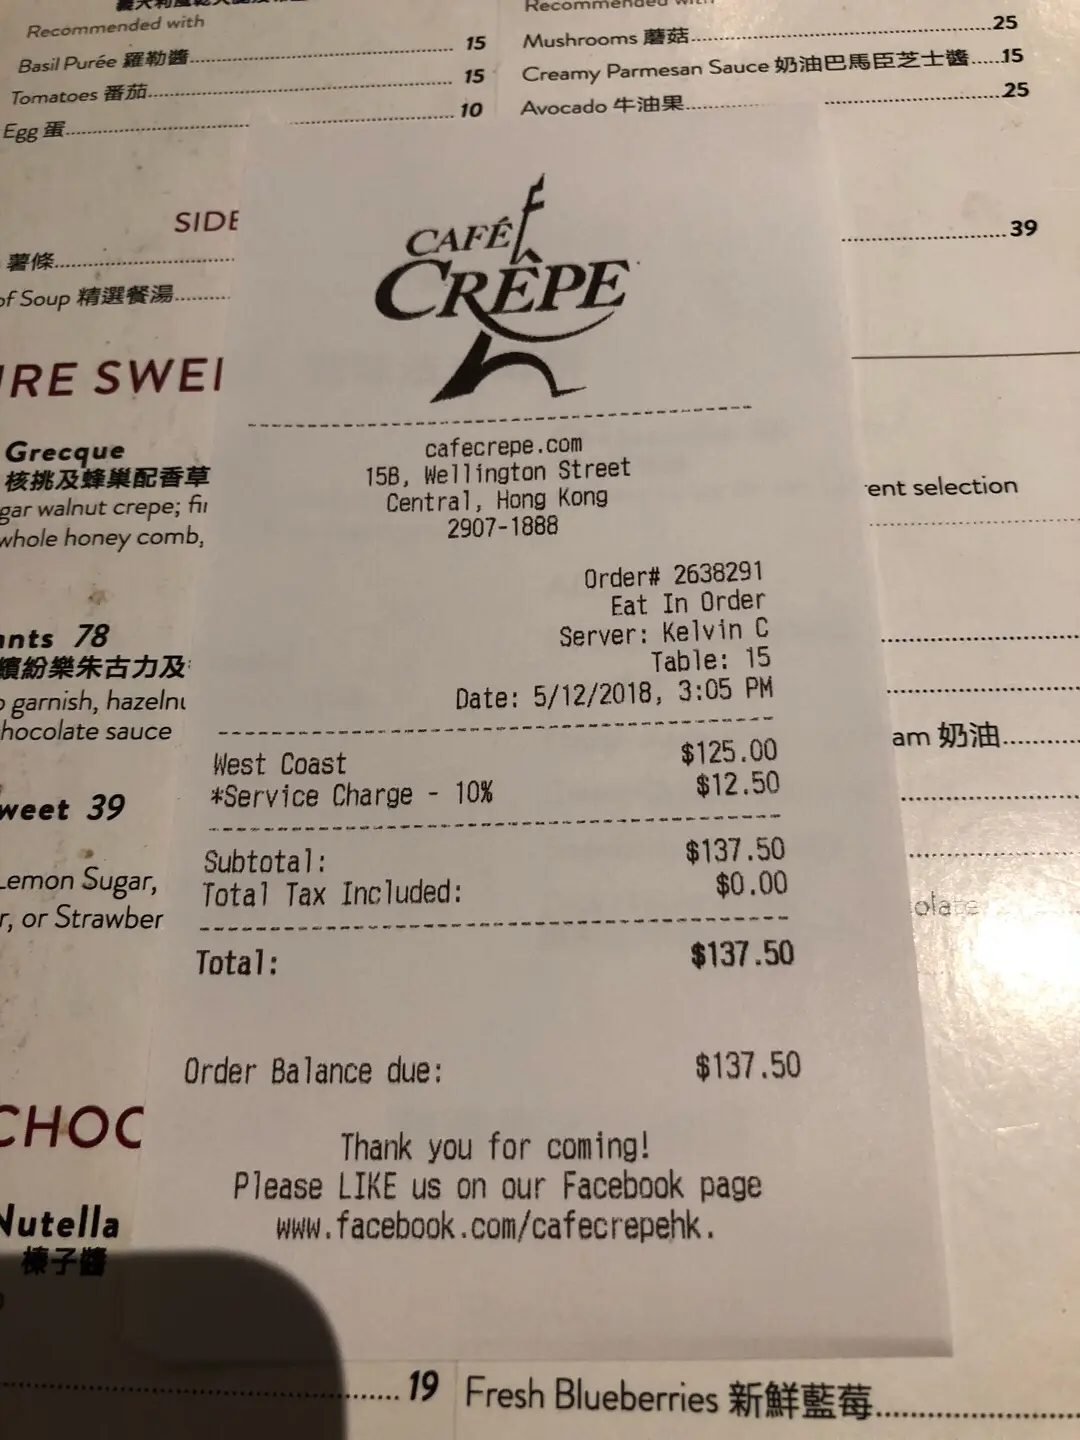 Recommended with
Basil Purée 羅勒醬 15
Tomatoes 番茄 15
Egg 蛋 10
Recommended with
Mushrooms 蘑菇 25
Creamy Parmesan Sauce 奶油巴馬臣芝士醬 15
Avocado 牛油果 25
SIDE
薯條
of Soup 精選餐湯
39
CAFÉ
CRÊPE
cafecrepe.com
15B, Wellington Street
Central, Hong Kong
2907-1888
Order# 2638291
Eat In Order
Server: Kelvin C
Table: 15
Date: 5/12/2018, 3:05 PM
West Coast $125.00
*Service Charge - 10% $12.50
Subtotal: $137.50
Total Tax Included: $0.00
Total: $137.50
Order Balance due: $137.50
Thank you for coming!
Please LIKE us on our Facebook page
www.facebook.com/cafecrepehk.
Grecque
核挑及蜂巢配香草
gar walnut crepe;
whole honey comb,
78
繽紛樂朱古力及
garnish,
chocolate sauce
weet 39
Lemon Sugar,
r, or Strawber
CHOC
Nutella
榛子醬
19
rent selection
am 奶油
olate
Fresh Blueberries 新鮮藍莓